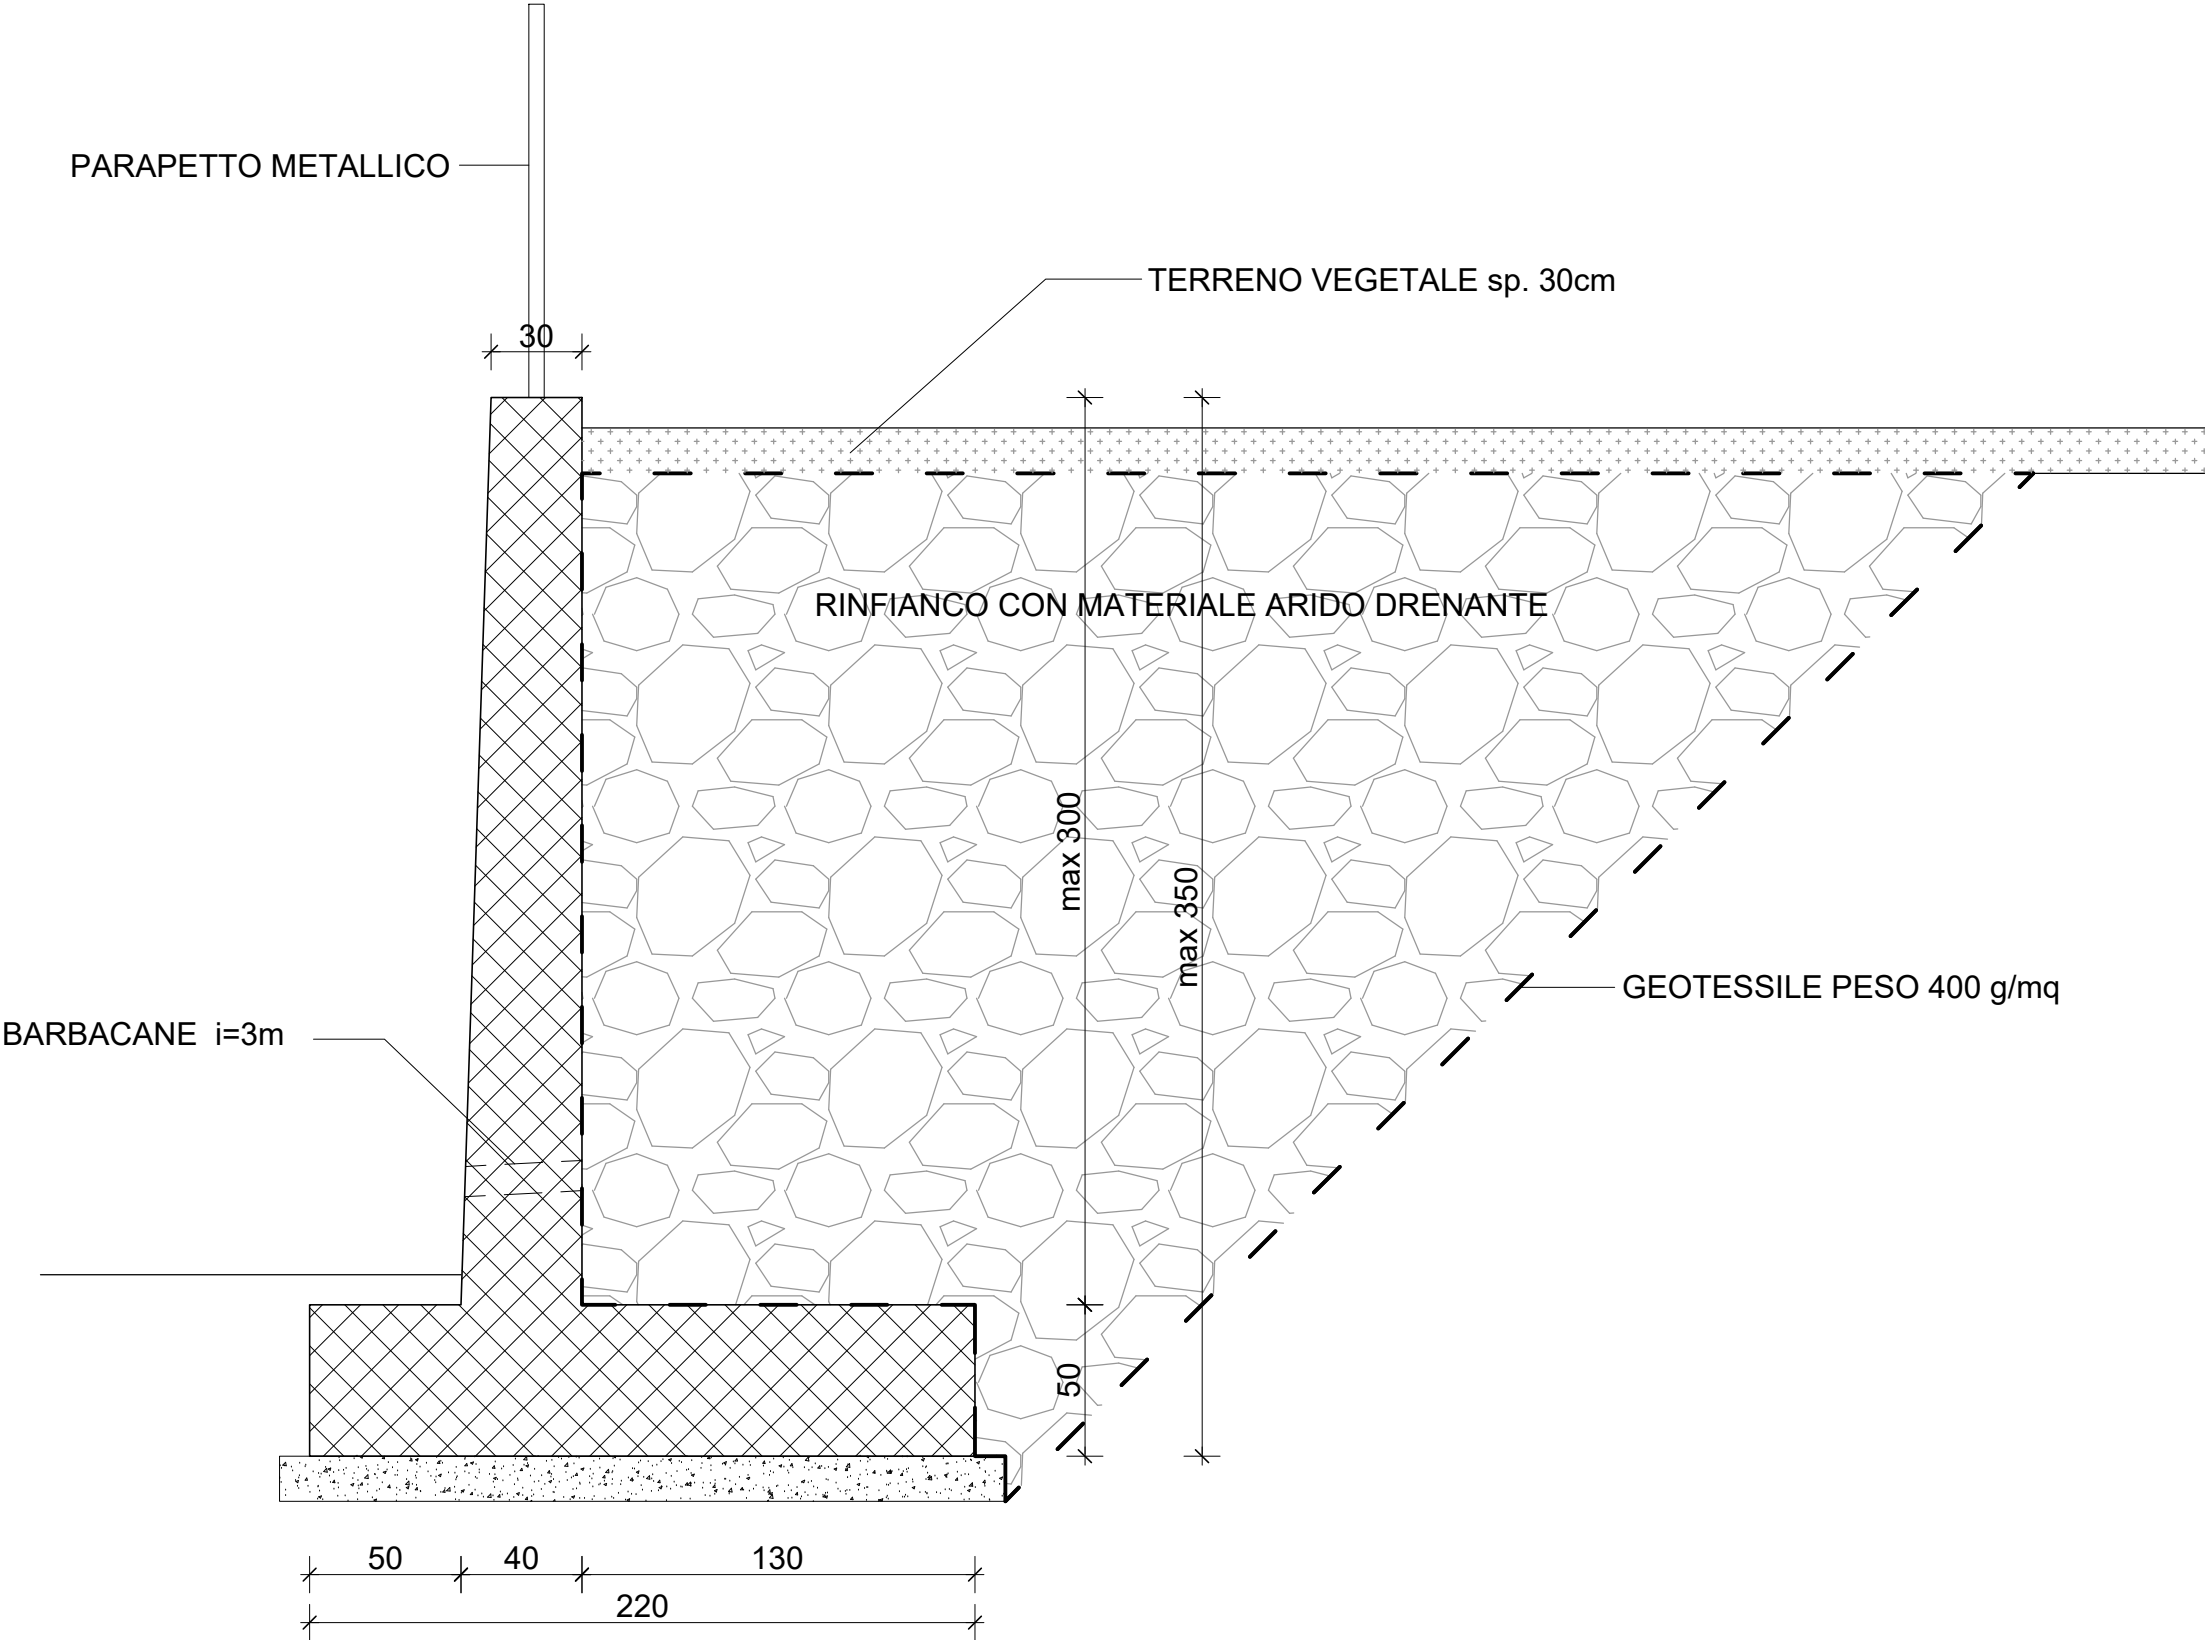 PARAPETTO METALLICO
TERRENO VEGETALE sp. 30cm
30
RINFIANCO CON MATERIALE ARIDO DRENANTE
max 300
max 350
GEOTESSILE PESO 400 g/mq
BARBACANE i=3m
50
50
40
130
220